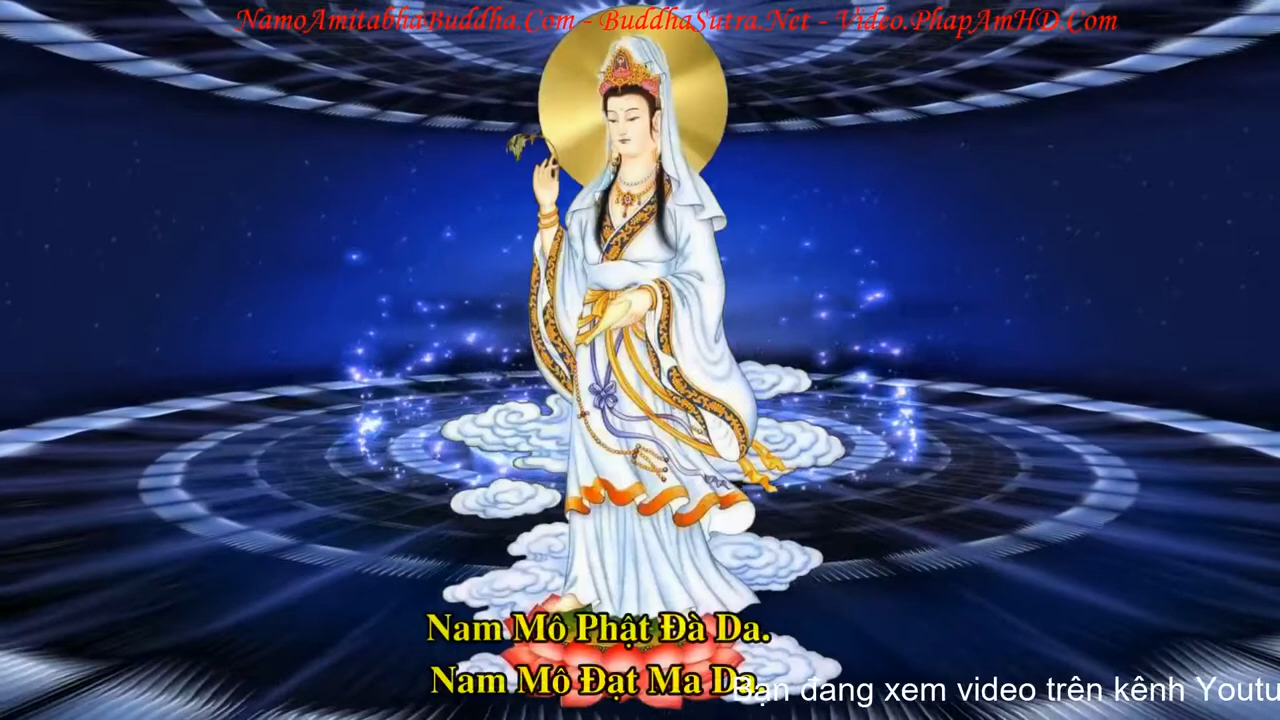 NamoAmitabhaBuddha.Com - BuddhaSutra.Net - Video.PhapAmHD.Com
Nam Mô Phật Đà Da.
Nam Mô Đạt Ma Da.
Bạn đang xem video trên kênh Youtu